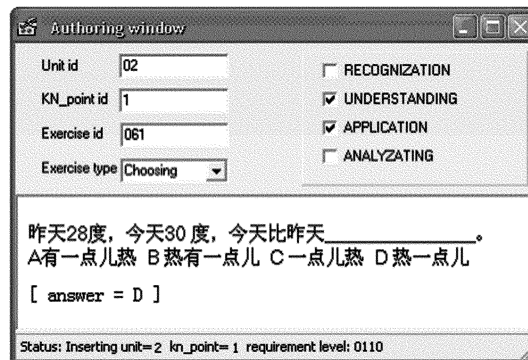 Authoring window
Unit id 02
KN_point id 1
Exercise id 061
Exercise type Choosing
RECOGNIZATION
UNDERSTANDING
APPLICATION
ANALYZATING
昨天28度，今天30 度，今天比昨天______________。
A有一点儿热 B 热有一点儿 C 一点儿热 D 热一点儿
[ answer = D ]
Status: Inserting unit= 2 kn_point= 1 requirement level: 0110